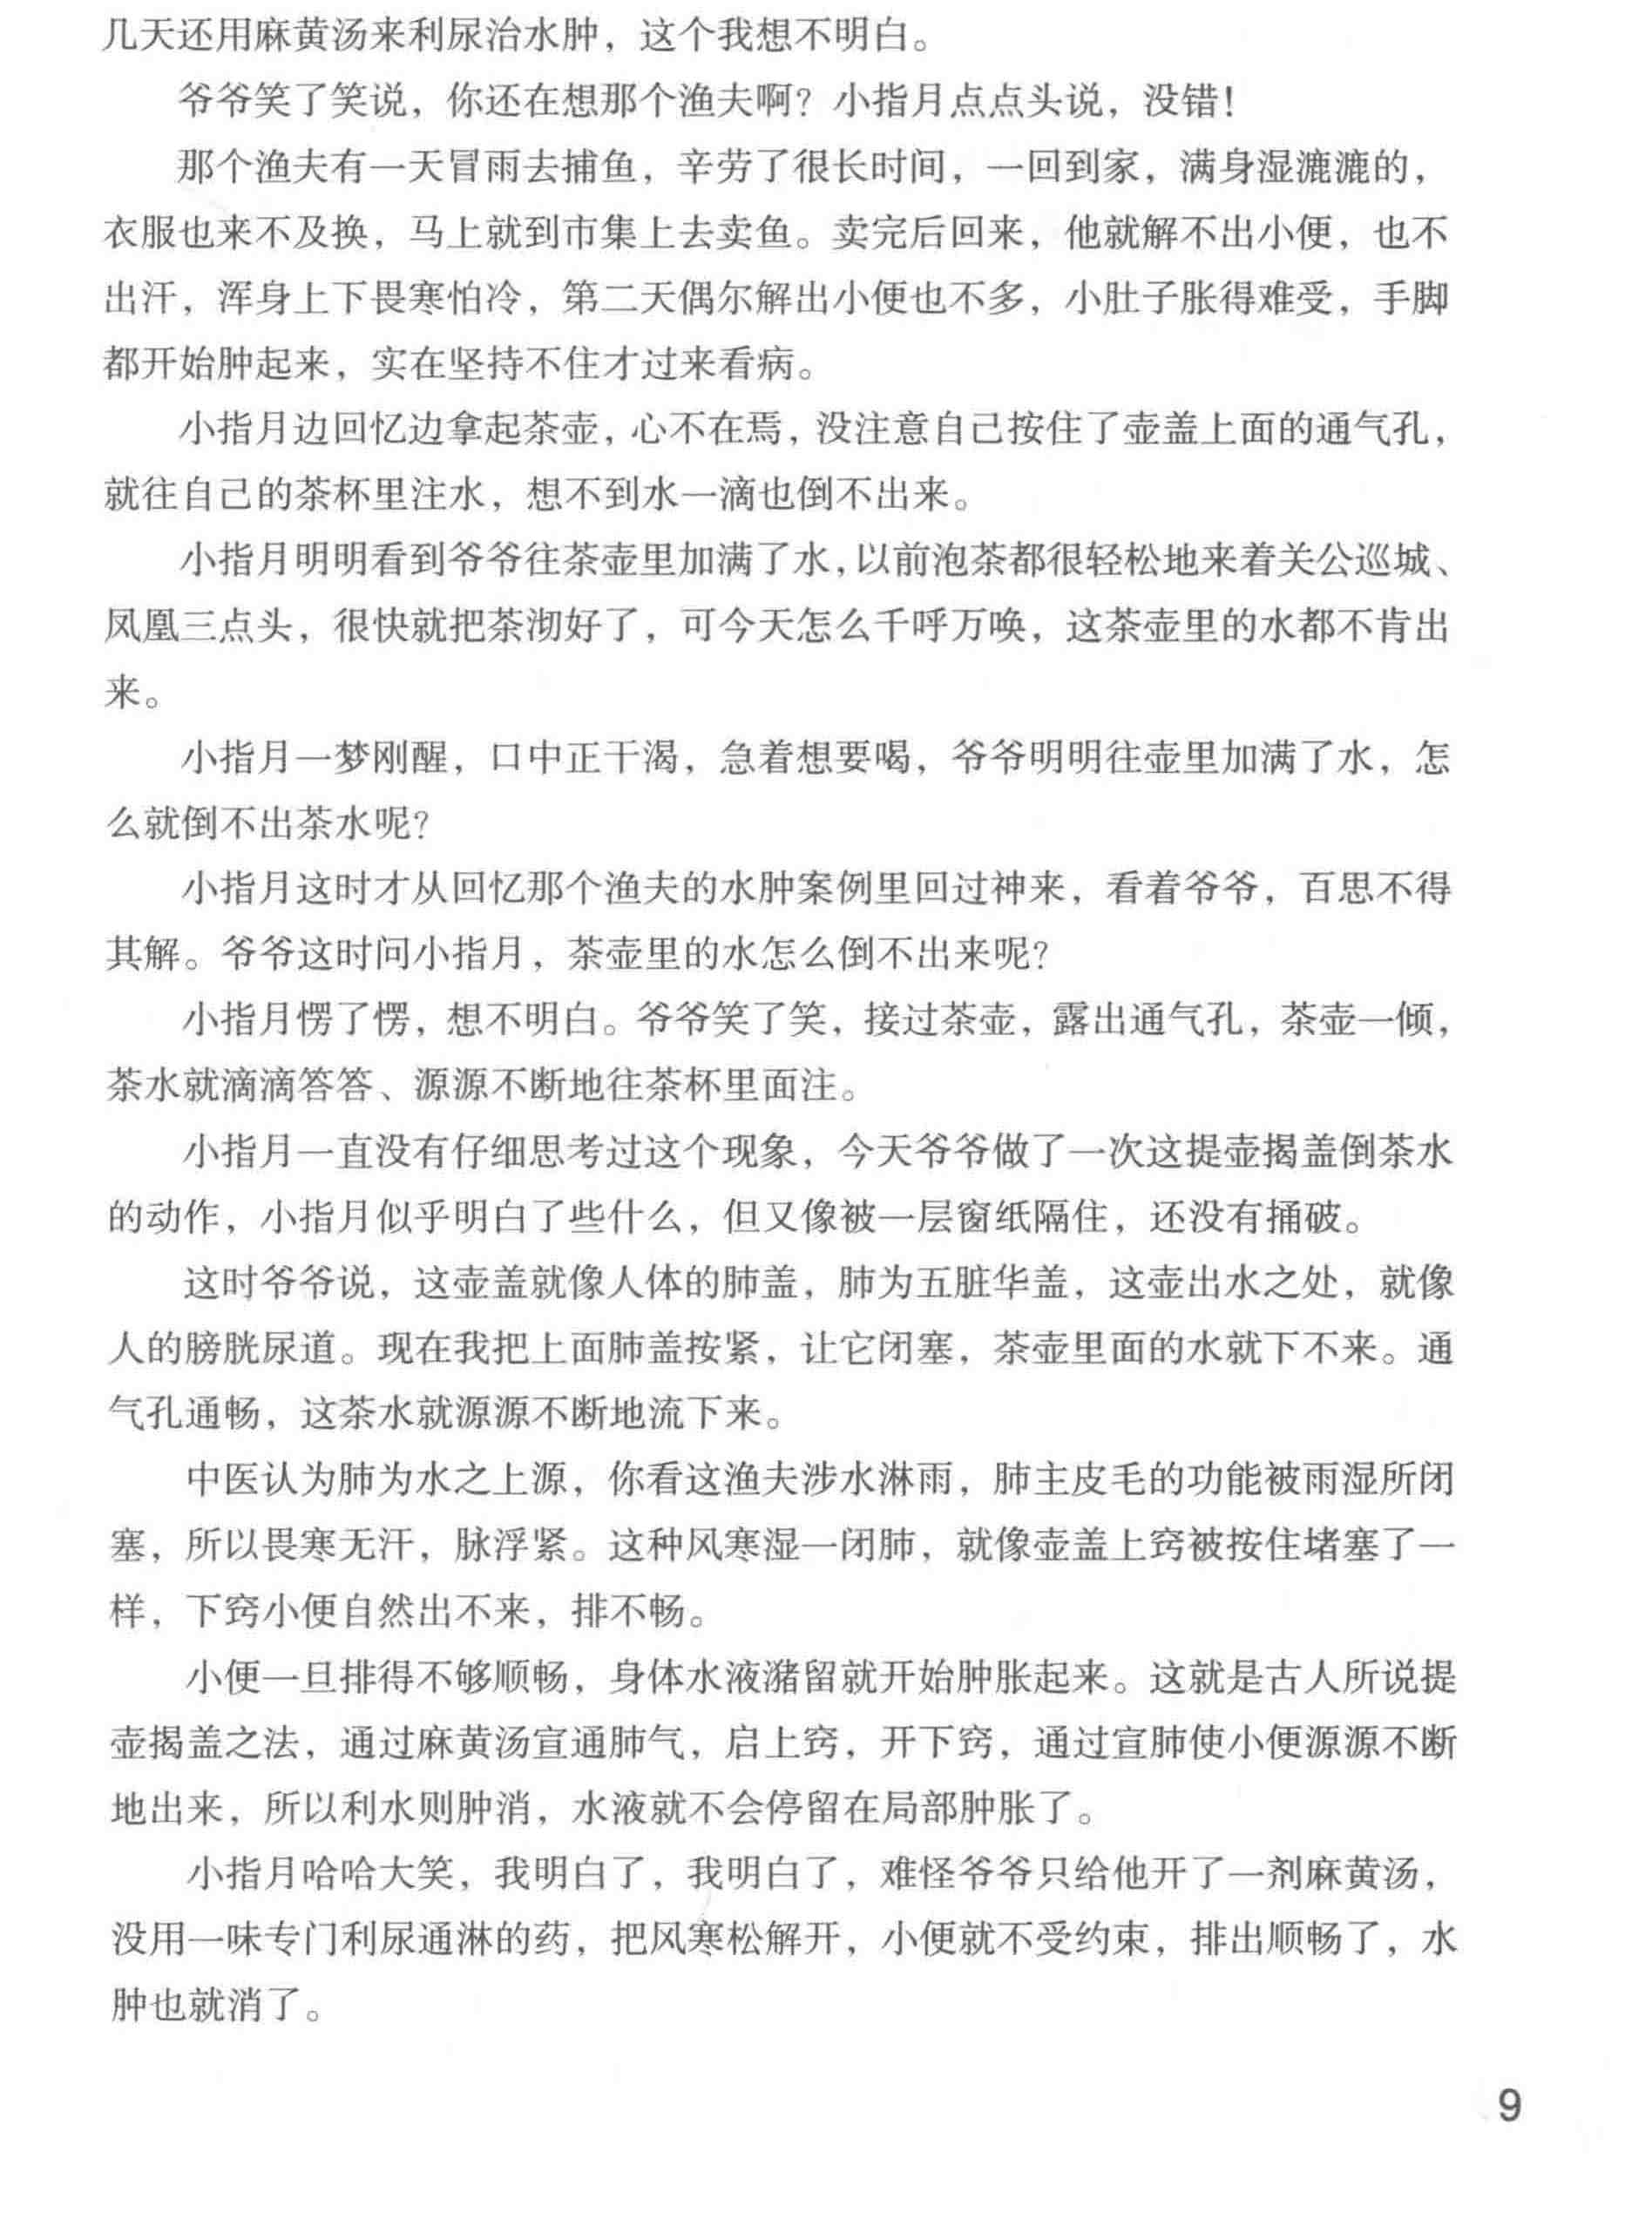 几天还用麻黄汤来利尿治水肿，这个我想不明白。
爷爷笑了笑说，你还在想那个渔夫啊？小指月点点头说，没错！
那个渔夫有一天冒雨去捕鱼，辛劳了很长时间，一回到家，满身湿漉漉的，
衣服也来不及换，马上就到市集上去卖鱼。卖完后回来，他就解不出小便，也不
出汗，浑身上下畏寒怕冷，第二天偶尔解出小便也不多，小肚子胀得难受，手脚
都开始肿起来，实在坚持不住才过来看病。
小指月边回忆边拿起茶壶，心不在焉，没注意自己按住了壶盖上面的通气孔，
就往自己的茶杯里注水，想不到水一滴也倒不出来。
小指月明明看到爷爷往茶壶里加满了水，以前泡茶都很轻松地来着关公巡城、
凤凰三点头，很快就把茶沏好了，可今天怎么千呼万唤，这茶壶里的水都不肯出
来。
小指月一梦刚醒，口中正干渴，急着想要喝，爷爷明明往壶里加满了水，怎
么就倒不出茶水呢？
小指月这时才从回忆那个渔夫的水肿案例里回过神来，看着爷爷，百思不得
其解。爷爷这时问小指月，茶壶里的水怎么倒不出来呢？
小指月愣了愣，想不明白。爷爷笑了笑，接过茶壶，露出通气孔，茶壶一倾，
茶水就滴滴答答、源源不断地往茶杯里面注。
小指月一直没有仔细思考过这个现象，今天爷爷做了一次这提壶揭盖倒茶水
的动作，小指月似乎明白了些什么，但又像被一层窗纸隔住，还没有捅破。
这时爷爷说，这壶盖就像人体的肺盖，肺为五脏华盖，这壶出水之处，就像
人的膀胱尿道。现在我把上面肺盖按紧，让它闭塞，茶壶里面的水就下不来。通
气孔通畅，这茶水就源源不断地流下来。
中医认为肺为水之上源，你看这渔夫涉水淋雨，肺主皮毛的功能被雨湿所闭
塞，所以畏寒无汗，脉浮紧。这种风寒湿一闭肺，就像壶盖上窍被按住堵塞了一
样，下窍小便自然出不来，排不畅。
小便一旦排得不够顺畅，身体水液潴留就开始肿胀起来。这就是古人所说提
壶揭盖之法，通过麻黄汤宣通肺气，启上窍，开下窍，通过宣肺使小便源源不断
地出来，所以利水则肿消，水液就不会停留在局部肿胀了。
小指月哈哈大笑，我明白了，我明白了，难怪爷爷只给他开了一剂麻黄汤，
没用一味专门利尿通淋的药，把风寒松解开，小便就不受约束，排出顺畅了，水
肿也就消了。
9